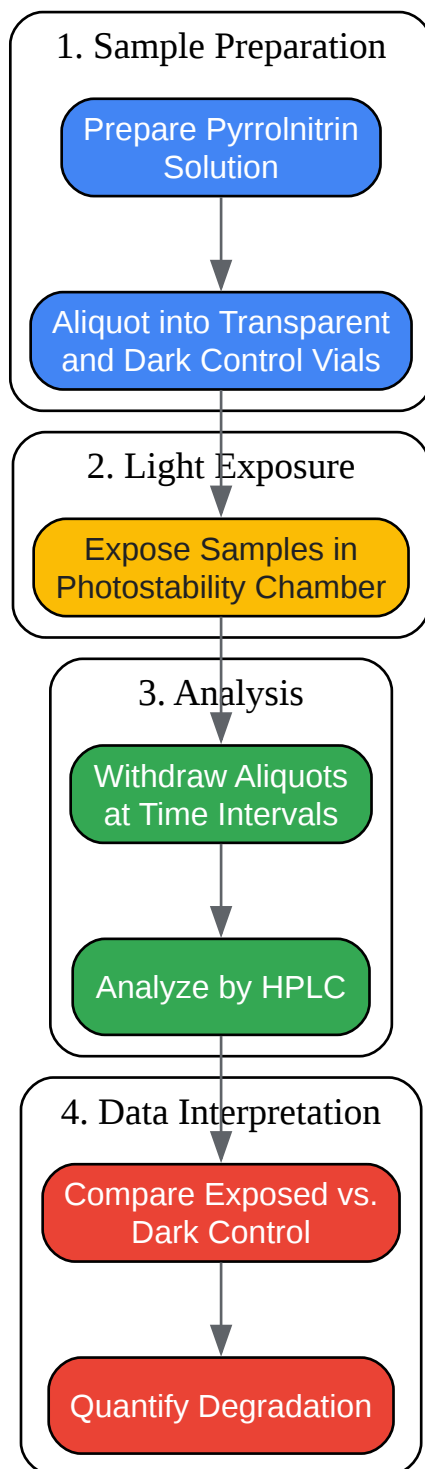 1. Sample Preparation
Prepare Pyrrolnitrin
Solution
Aliquot into Transparent
and Dark Control Vials
2. Light Exposure
Expose Samples in
Photostability Chamber
3. Analysis
Withdraw Aliquots
at Time Intervals
Analyze by HPLC
4. Data Interpretation
Compare Exposed vs.
Dark Control
Quantify Degradation